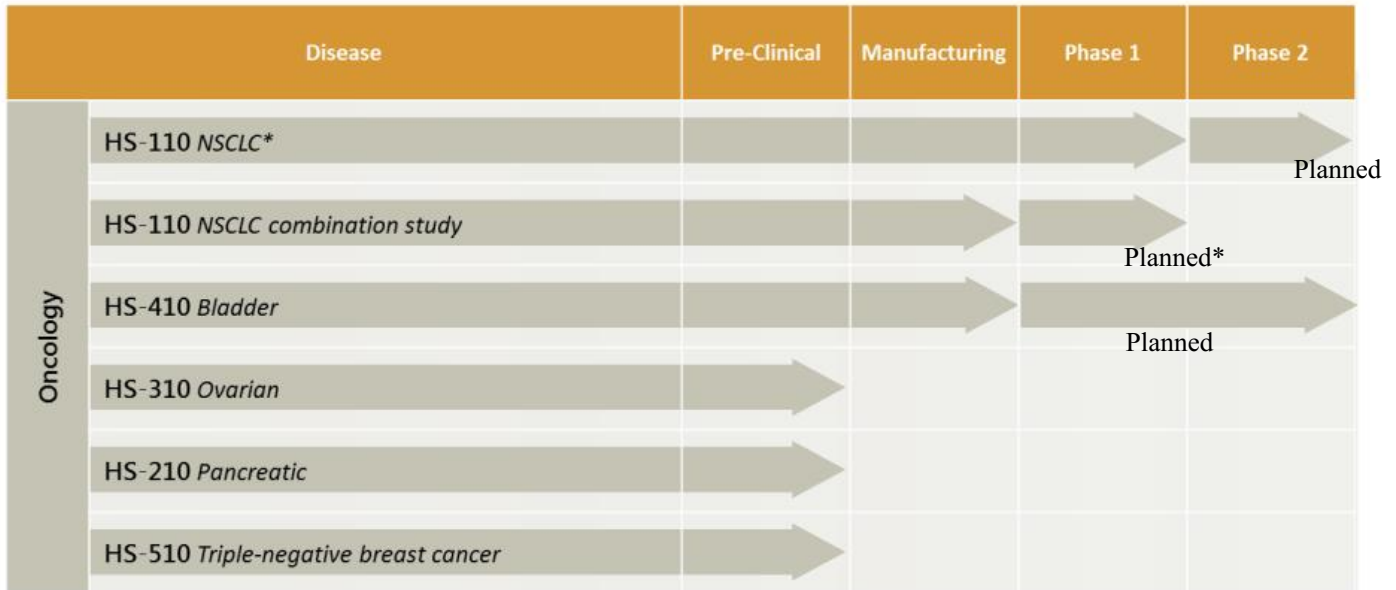 Disease Pre-Clinical Manufacturing Phase 1 Phase 2
Oncology
HS-110 NSCLC*
Planned
HS-110 NSCLC combination study
Planned*
HS-410 Bladder
Planned
HS-310 Ovarian
HS-210 Pancreatic
HS-510 Triple-negative breast cancer